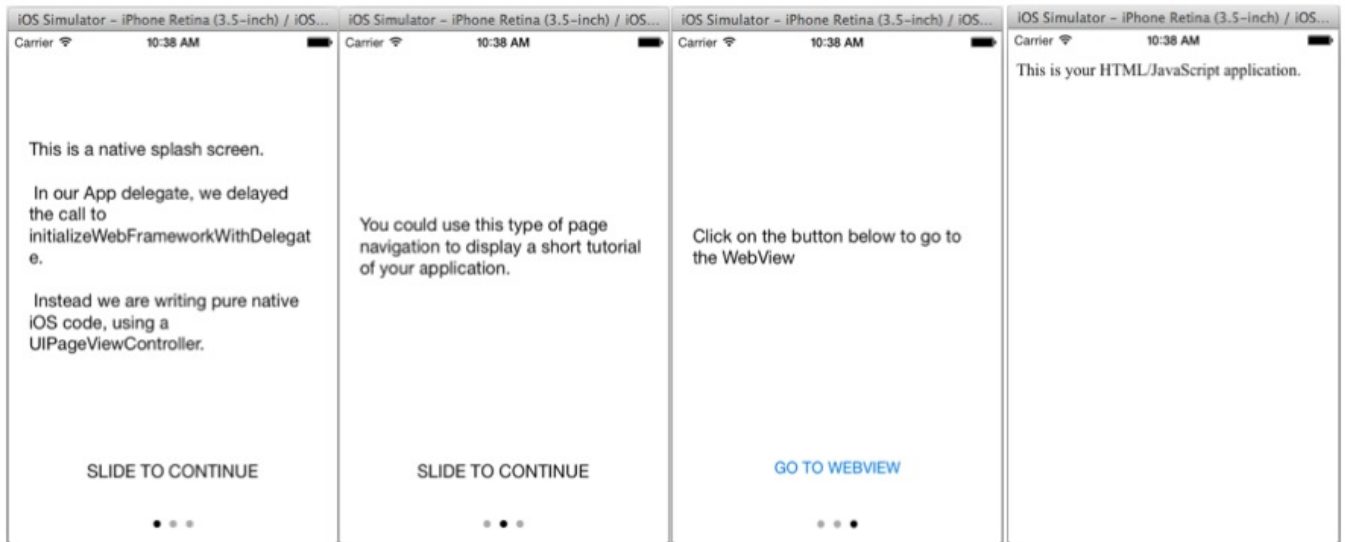 iOS Simulator – iPhone Retina (3.5-inch) / iOS...
Carrier 10:38 AM
This is a native splash screen.
In our App delegate, we delayed
the call to
initializeWebFrameworkWithDelegat
e.
Instead we are writing pure native
iOS code, using a
UIPageViewController.
SLIDE TO CONTINUE
iOS Simulator – iPhone Retina (3.5-inch) / iOS...
Carrier 10:38 AM
You could use this type of page
navigation to display a short tutorial
of your application.
SLIDE TO CONTINUE
iOS Simulator – iPhone Retina (3.5-inch) / iOS...
Carrier 10:38 AM
Click on the button below to go to
the WebView
GO TO WEBVIEW
iOS Simulator – iPhone Retina (3.5-inch) / iOS...
Carrier 10:38 AM
This is your HTML/JavaScript application.